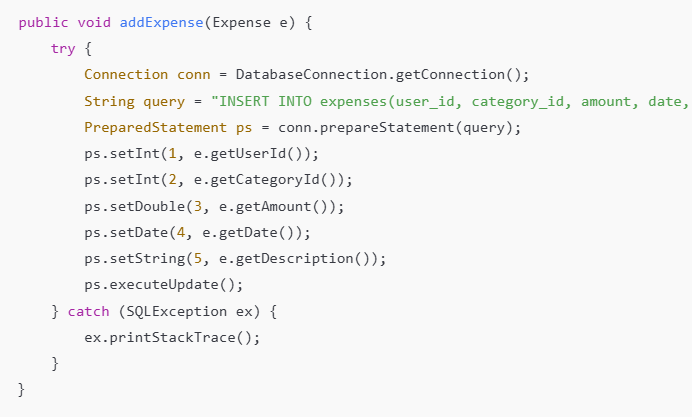 public void addExpense(Expense e) {
    try {
        Connection conn = DatabaseConnection.getConnection();
        String query = "INSERT INTO expenses(user_id, category_id, amount, date,
        PreparedStatement ps = conn.prepareStatement(query);
        ps.setInt(1, e.getUserId());
        ps.setInt(2, e.getCategoryId());
        ps.setDouble(3, e.getAmount());
        ps.setDate(4, e.getDate());
        ps.setString(5, e.getDescription());
        ps.executeUpdate();
    } catch (SQLException ex) {
        ex.printStackTrace();
    }
}